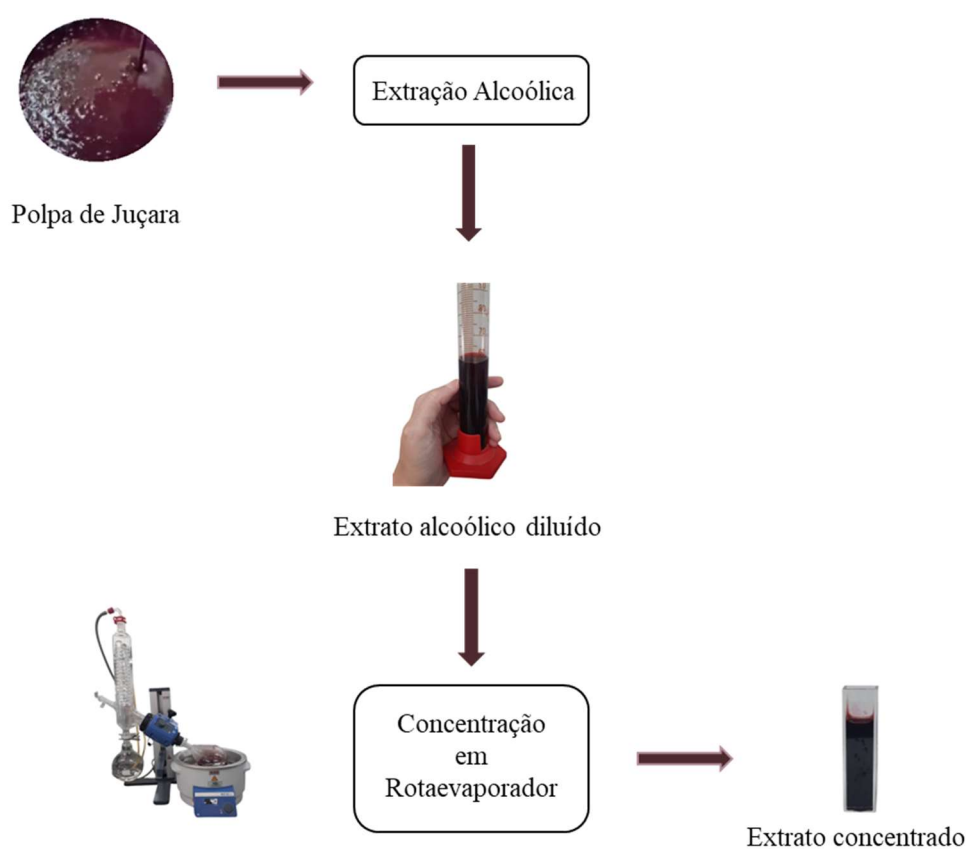 Extração Alcoólica
Polpa de Juçara
Extrato alcoólico diluído
Concentração
em
Rotaevaporador
Extrato concentrado